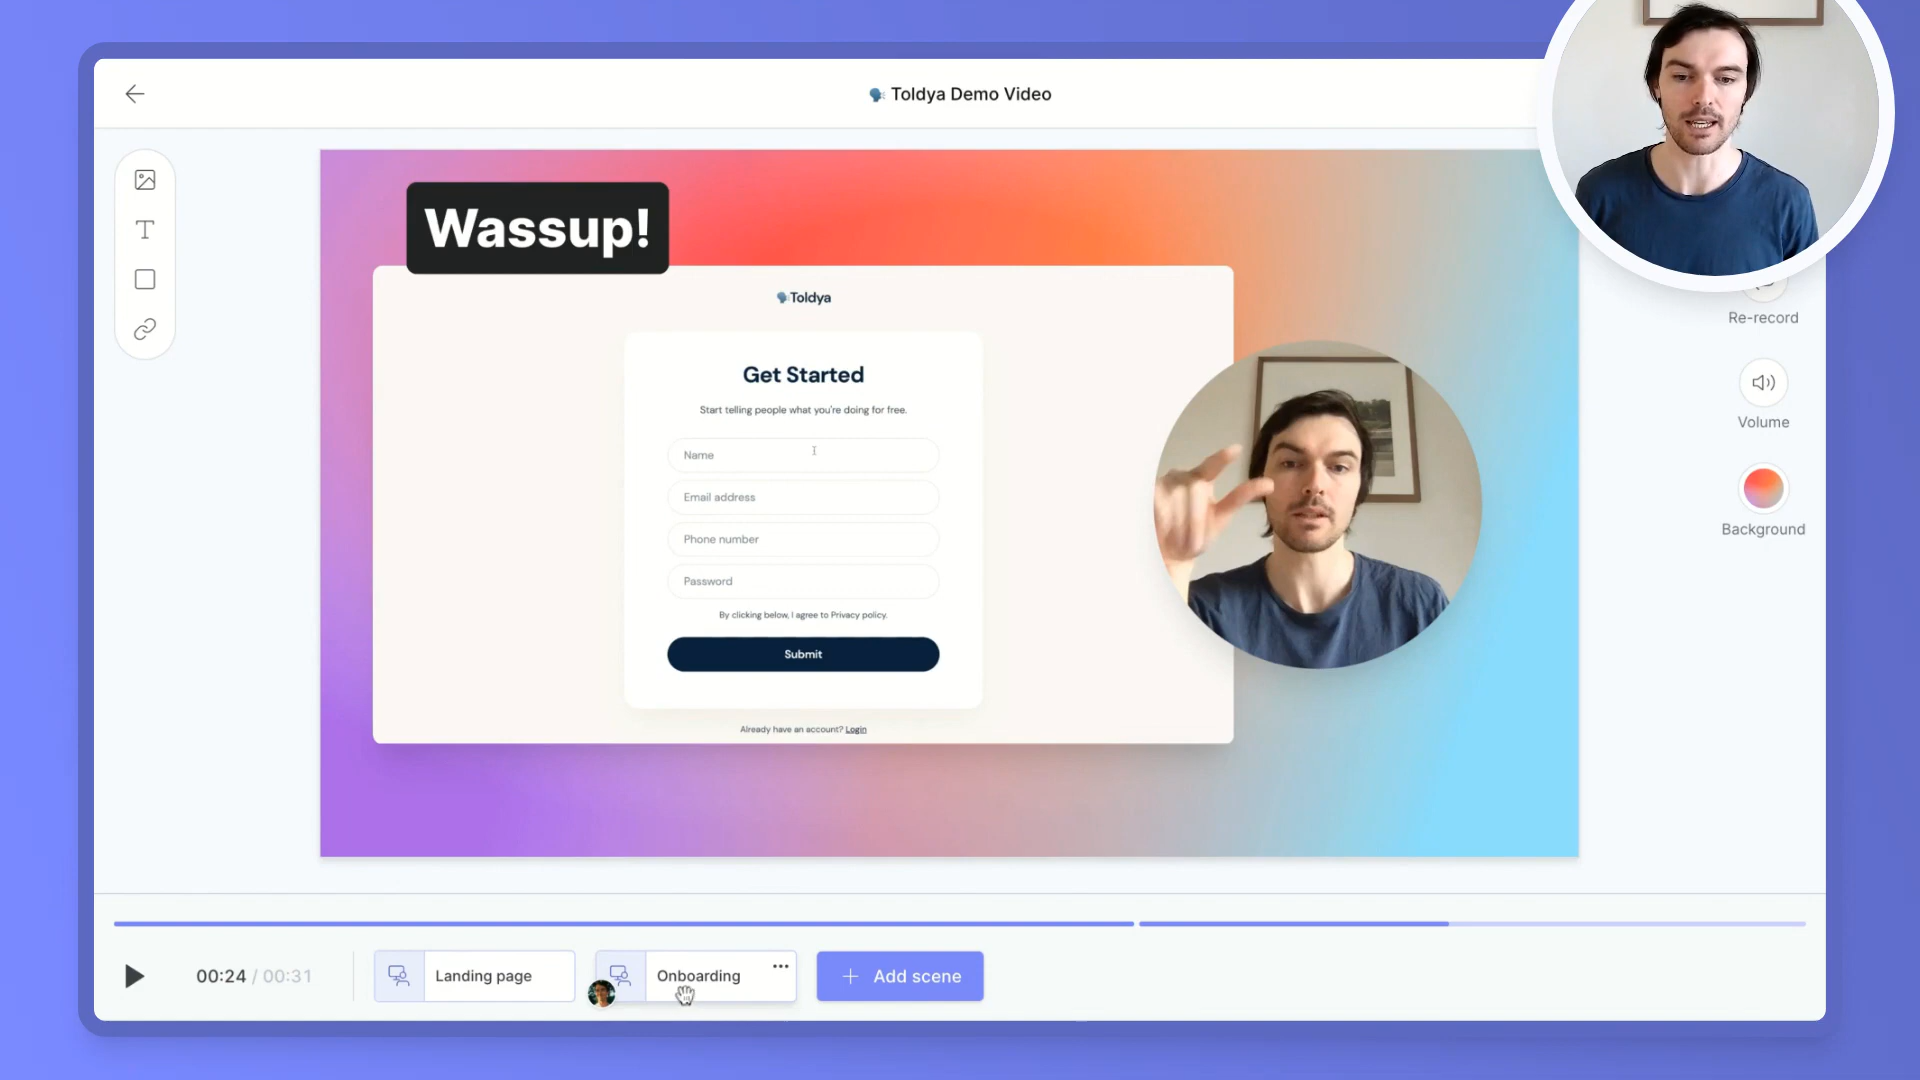 Toldya Demo Video
Wassup!
Toldya
Get Started
Start telling people what you're doing for free.
Name
Email address
Phone number
Password
By clicking below, I agree to Privacy policy.
Submit
Already have an account? Login
Re-record
Volume
Background
00:24 / 00:31
Landing page
Onboarding
Add scene